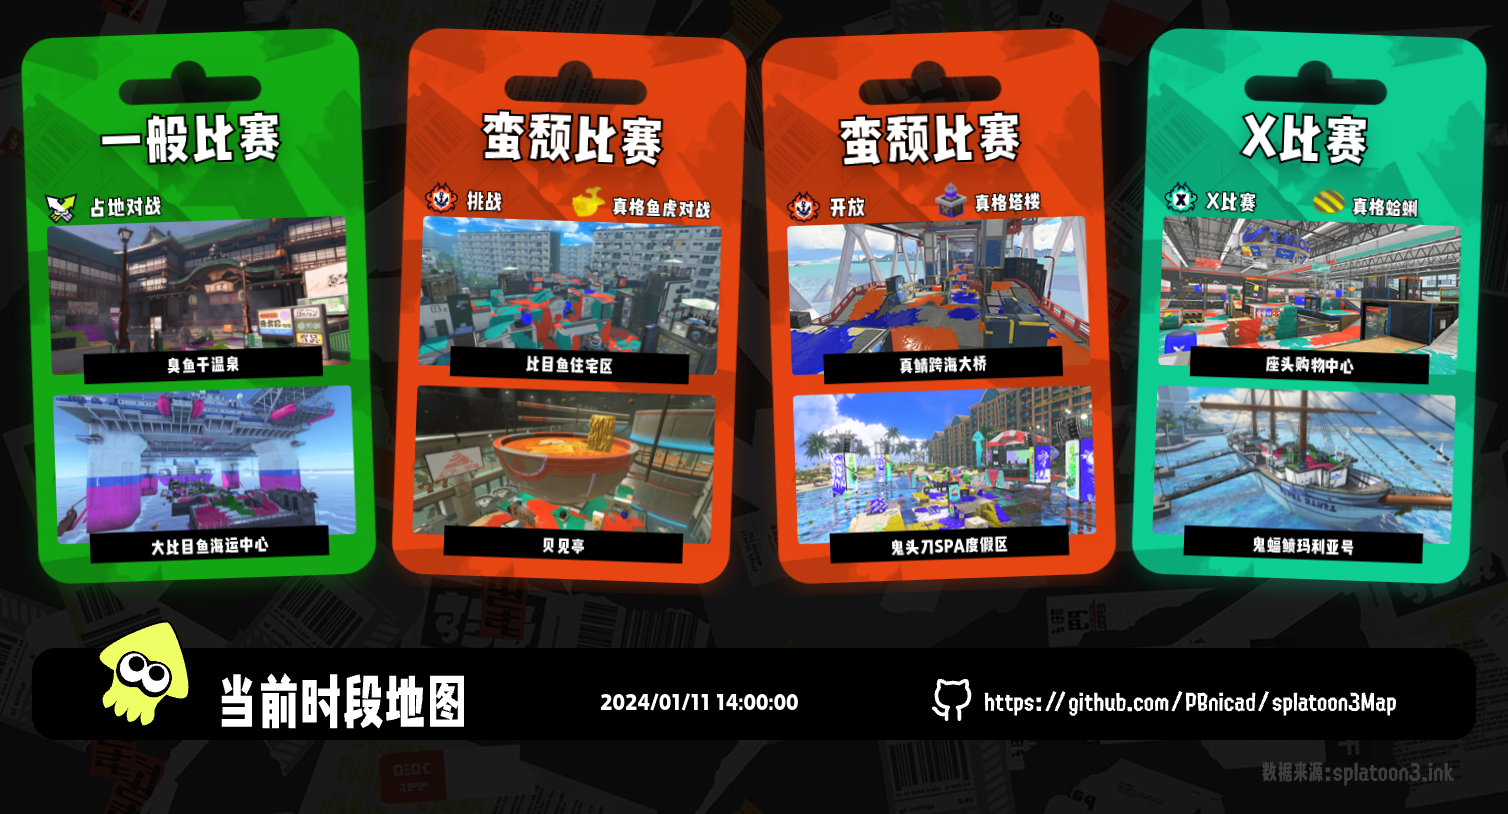 一般比赛
占地对战
臭鱼干温泉
大比目鱼海运中心
蛮颓比赛
挑战
真格鱼虎对战
比目鱼住宅区
贝见亭
蛮颓比赛
开放
真格塔楼
真鲷跨海大桥
鬼头刀SPA度假区
X比赛
X比赛
真格蛤蜊
座头购物中心
鬼蝠鲼玛利亚号
当前时段地图
2024/01/11 14:00:00
https://github.com/PBnicad/splatoon3Map
数据来源:splatoon3.ink